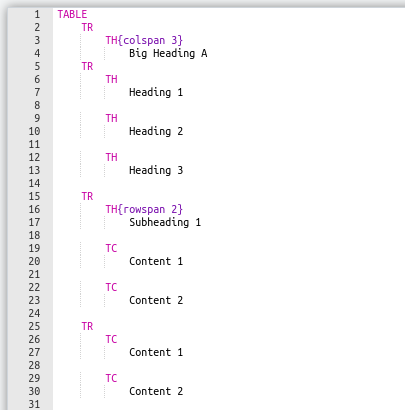 1 TABLE
2 TR
3 TH{colspan 3}
4 Big Heading A
5 TR
6 TH
7 Heading 1
8
9 TH
10 Heading 2
11
12 TH
13 Heading 3
14
15 TR
16 TH{rowspan 2}
17 Subheading 1
18
19 TC
20 Content 1
21
22 TC
23 Content 2
24
25 TR
26 TC
27 Content 1
28
29 TC
30 Content 2
31